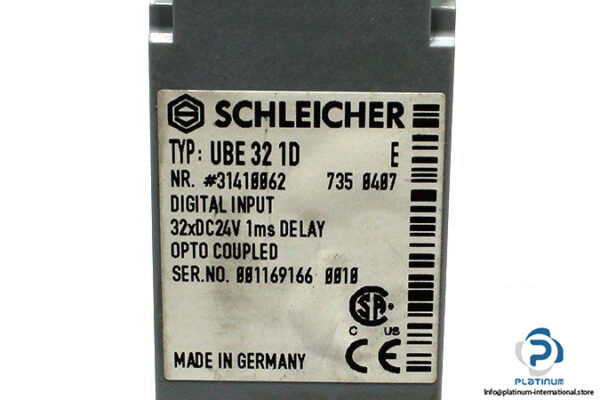 SCHLEICHER
TYP: UBE 32 1D E
NR. #31410062 735 0407
DIGITAL INPUT
32xDC24V 1ms DELAY
OPTO COUPLED
SER.NO. 001169166 0010
SA
C US
MADE IN GERMANY CE
PLATINUM
Info@platinum-international.store